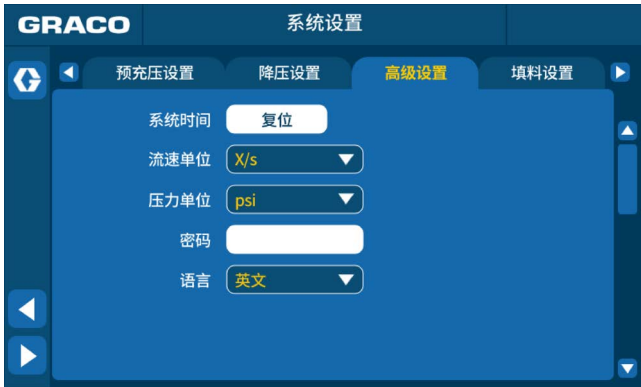 GRACO
系统设置
预充压设置 降压设置 高级设置 填料设置
系统时间 复位
流速单位 X/s
压力单位 psi
密码
语言 英文